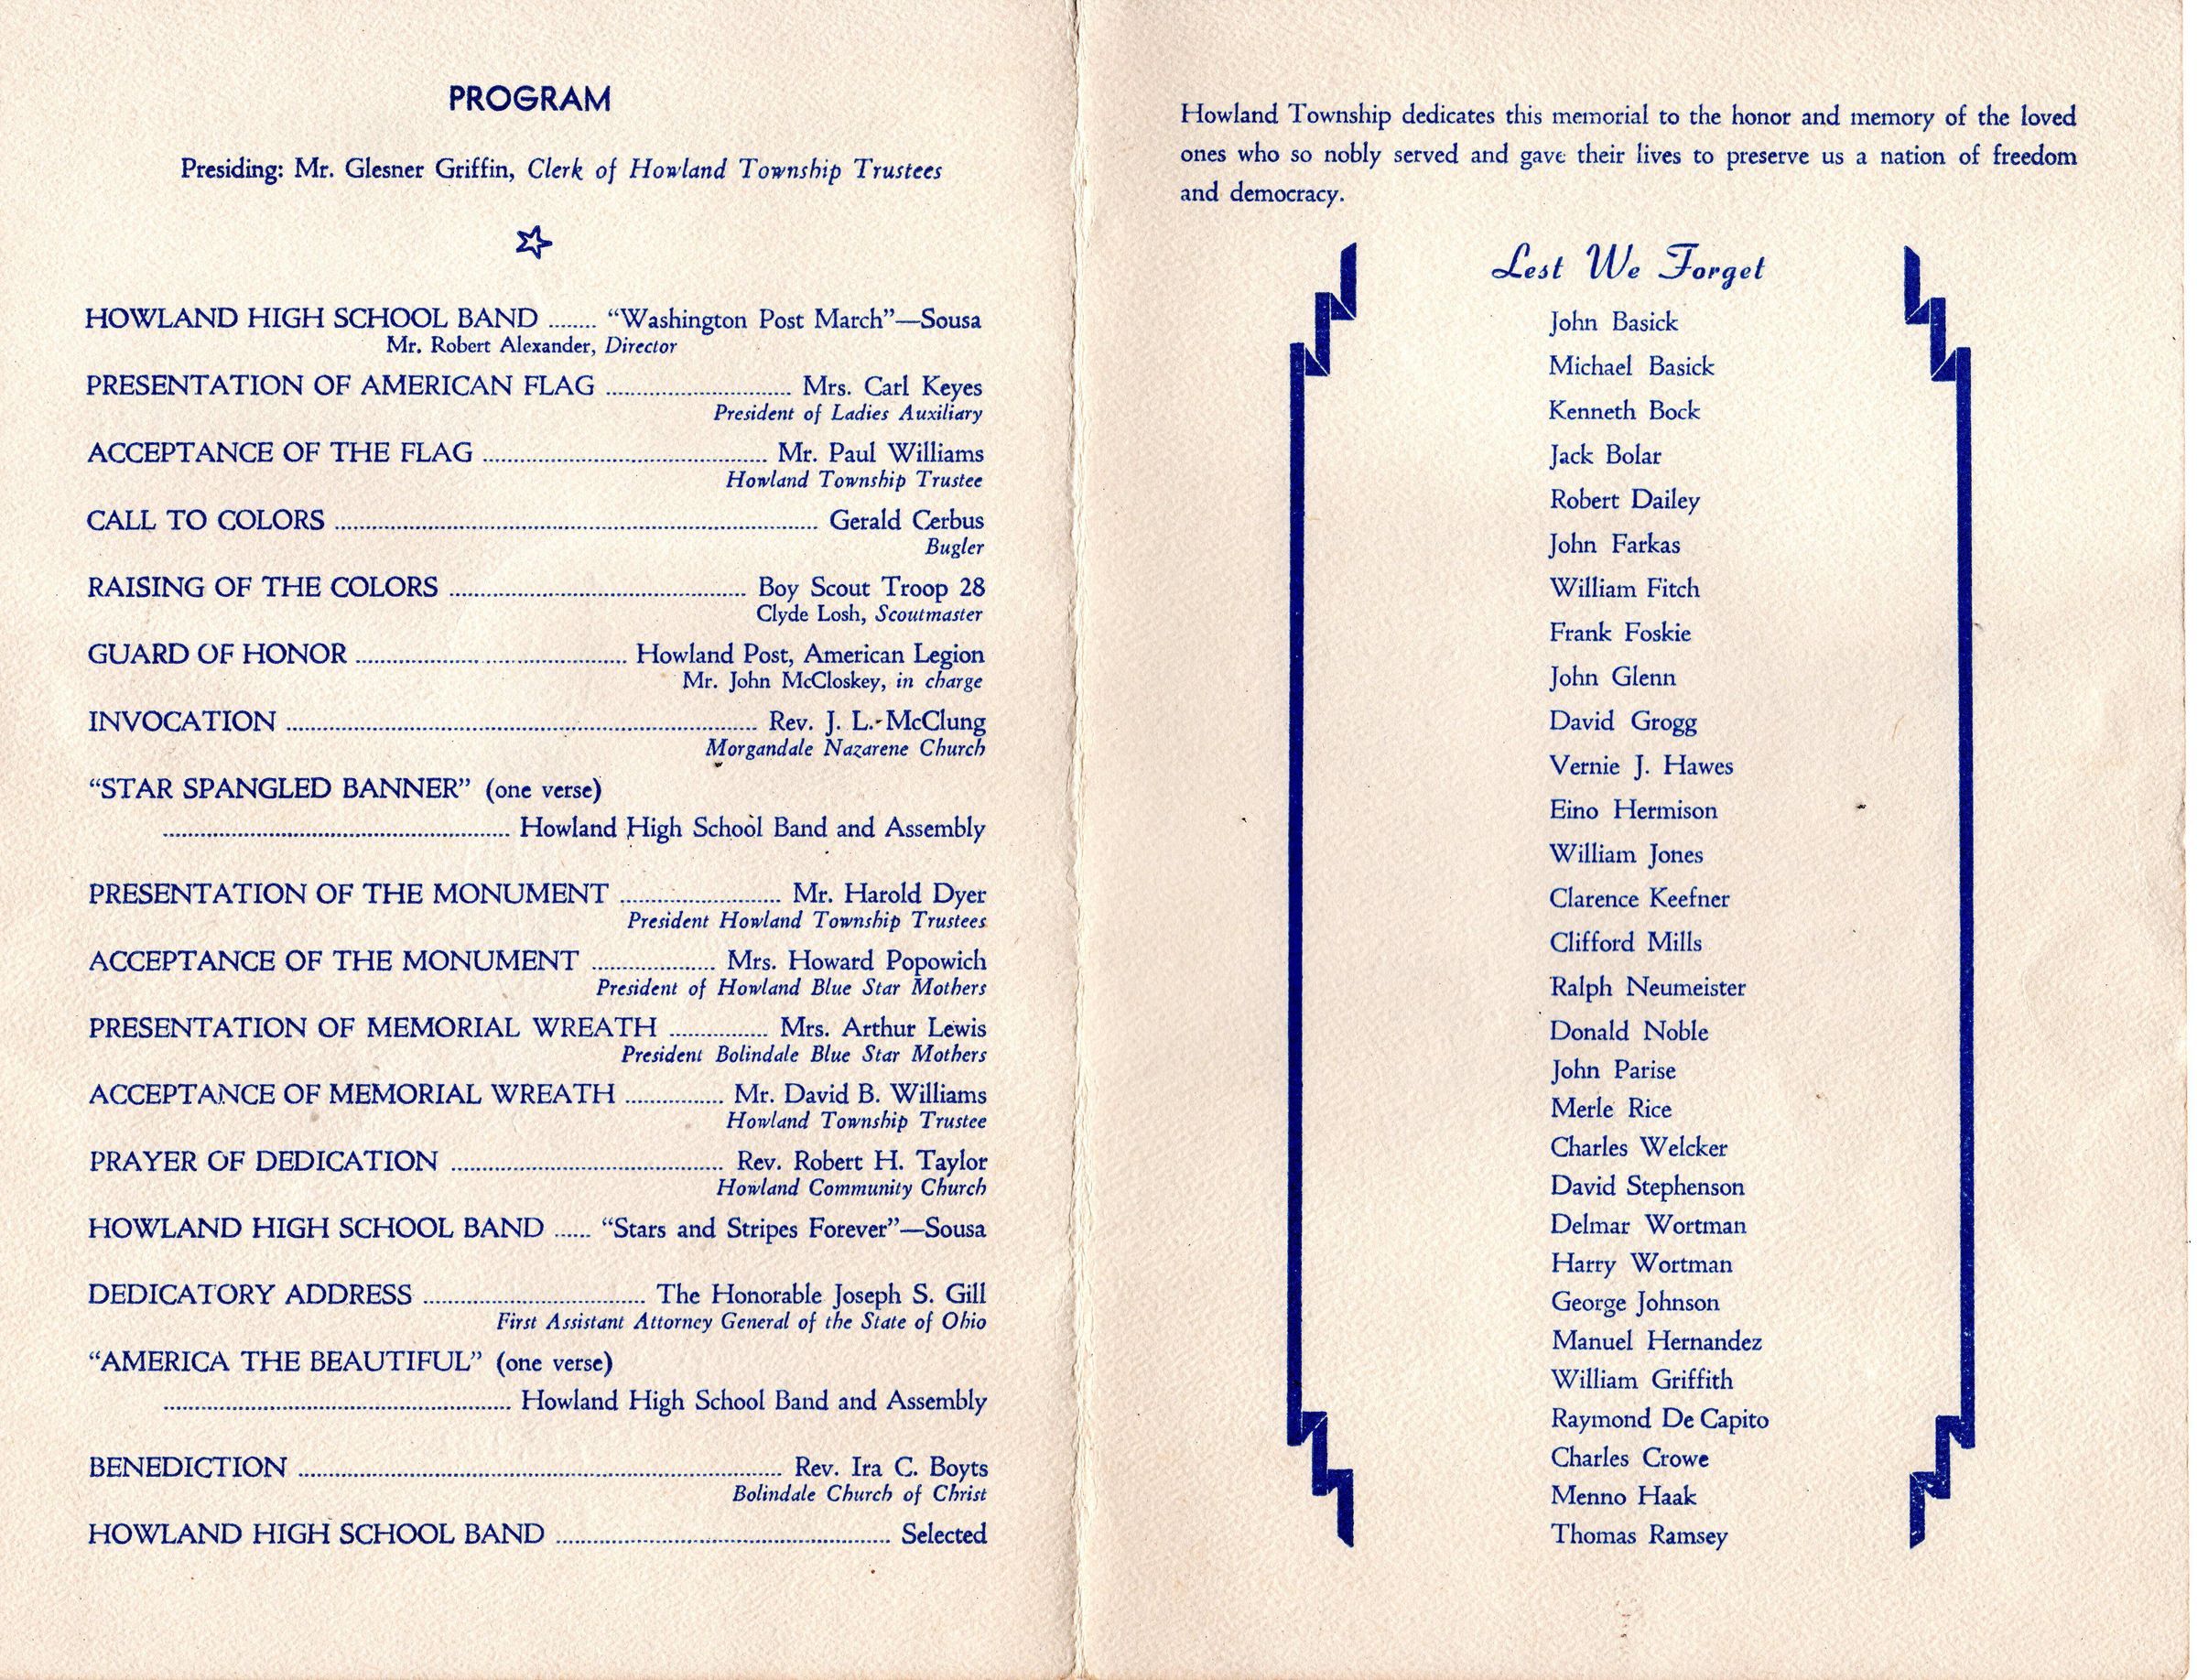 PROGRAM
Presiding: Mr. Glesner Griffin, Clerk of Howland Township Trustees
HOWLAND HIGH SCHOOL BAND ........ “Washington Post March”—Sousa
Mr. Robert Alexander, Director
PRESENTATION OF AMERICAN FLAG .............................. Mrs. Carl Keyes
President of Ladies Auxiliary
ACCEPTANCE OF THE FLAG .............................................. Mr. Paul Williams
Howland Township Trustee
CALL TO COLORS .............................................................................. Gerald Cerbus
Bugler
RAISING OF THE COLORS ................................................ Boy Scout Troop 28
Clyde Losh, Scoutmaster
GUARD OF HONOR ............................................ Howland Post, American Legion
Mr. John McCloskey, in charge
INVOCATION ............................................................................ Rev. J. L. McClung
Morgandale Nazarene Church
“STAR SPANGLED BANNER” (one verse)
........................................................ Howland High School Band and Assembly
PRESENTATION OF THE MONUMENT .......................... Mr. Harold Dyer
President Howland Township Trustees
ACCEPTANCE OF THE MONUMENT .................... Mrs. Howard Popowich
President of Howland Blue Star Mothers
PRESENTATION OF MEMORIAL WREATH ................ Mrs. Arthur Lewis
President Bolindale Blue Star Mothers
ACCEPTANCE OF MEMORIAL WREATH ................ Mr. David B. Williams
Howland Township Trustee
PRAYER OF DEDICATION ............................................ Rev. Robert H. Taylor
Howland Community Church
HOWLAND HIGH SCHOOL BAND ...... “Stars and Stripes Forever”—Sousa
DEDICATORY ADDRESS .................................... The Honorable Joseph S. Gill
First Assistant Attorney General of the State of Ohio
“AMERICA THE BEAUTIFUL” (one verse)
........................................................ Howland High School Band and Assembly
BENEDICTION .............................................................................. Rev. Ira C. Boyts
Bolindale Church of Christ
HOWLAND HIGH SCHOOL BAND ...................................................... Selected
Howland Township dedicates this memorial to the honor and memory of the loved
ones who so nobly served and gave their lives to preserve us a nation of freedom
and democracy.
Lest We Forget
John Basick
Michael Basick
Kenneth Bock
Jack Bolar
Robert Dailey
John Farkas
William Fitch
Frank Foskie
John Glenn
David Grogg
Vernie J. Hawes
Eino Hermison
William Jones
Clarence Keefner
Clifford Mills
Ralph Neumeister
Donald Noble
John Parise
Merle Rice
Charles Welcker
David Stephenson
Delmar Wortman
Harry Wortman
George Johnson
Manuel Hernandez
William Griffith
Raymond De Capito
Charles Crowe
Menno Haak
Thomas Ramsey